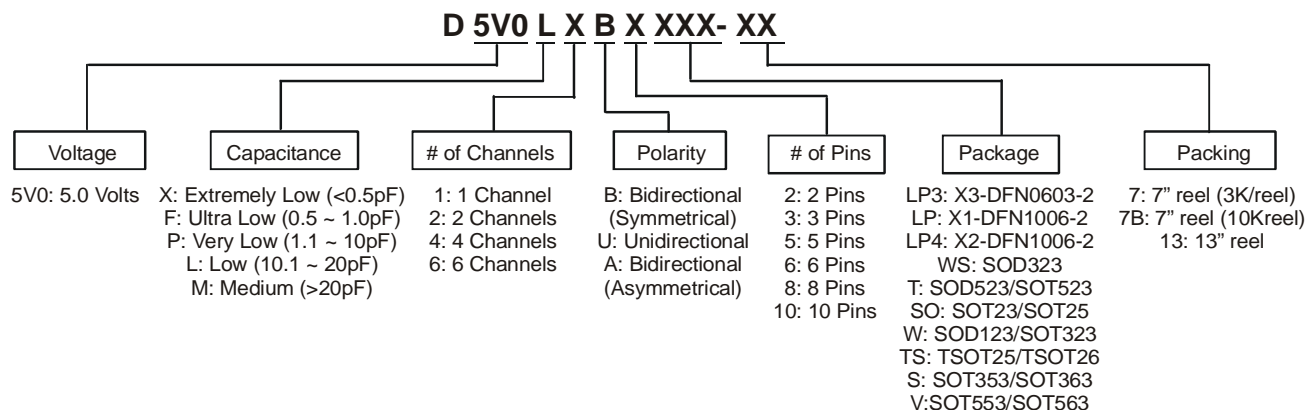 D 5V0 L X B X XXX- XX
Voltage
5V0: 5.0 Volts
Capacitance
X: Extremely Low (<0.5pF)
F: Ultra Low (0.5 ~ 1.0pF)
P: Very Low (1.1 ~ 10pF)
L: Low (10.1 ~ 20pF)
M: Medium (>20pF)
# of Channels
1: 1 Channel
2: 2 Channels
4: 4 Channels
6: 6 Channels
Polarity
B: Bidirectional
(Symmetrical)
U: Unidirectional
A: Bidirectional
(Asymmetrical)
# of Pins
2: 2 Pins
3: 3 Pins
5: 5 Pins
6: 6 Pins
8: 8 Pins
10: 10 Pins
Package
LP3: X3-DFN0603-2
LP: X1-DFN1006-2
LP4: X2-DFN1006-2
WS: SOD323
T: SOD523/SOT523
SO: SOT23/SOT25
W: SOD123/SOT323
TS: TSOT25/TSOT26
S: SOT353/SOT363
V:SOT553/SOT563
Packing
7: 7” reel (3K/reel)
7B: 7” reel (10Kreel)
13: 13” reel